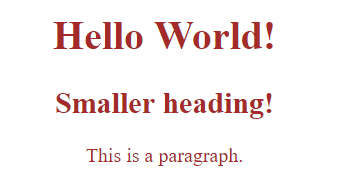 Hello World!
Smaller heading!
This is a paragraph.